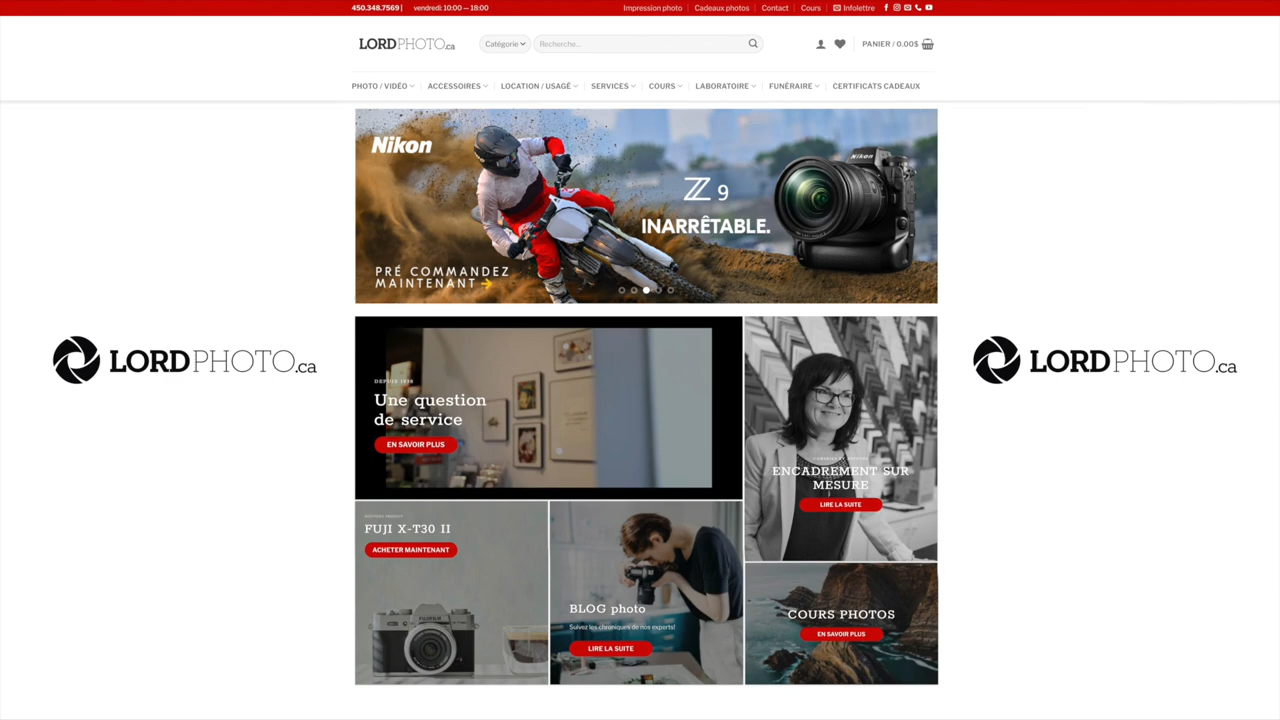 450.348.7569 | vendredi: 10:00 — 18:00 Impression photo Cadeaux photos Contact Cours Infolettre
LORDPHOTO.ca Catégorie Recherche... PANIER / 0.00$
PHOTO / VIDÉO ACCESSOIRES LOCATION / USAGÉ SERVICES COURS LABORATOIRE FUNÉRAIRE CERTIFICATS CADEAUX
Nikon
Nikon
Z 9
INARRÊTABLE.
PRÉ COMMANDEZ
MAINTENANT
LORDPHOTO.ca
LORDPHOTO.ca
DEPUIS 1938
Une question
de service
EN SAVOIR PLUS
ENCADREMENT SUR
MESURE
LIRE LA SUITE
FUJI X-T30 II
ACHETER MAINTENANT
FUJIFILM
BLOG photo
Suivez les chroniques de nos experts!
LIRE LA SUITE
COURS PHOTOS
EN SAVOIR PLUS